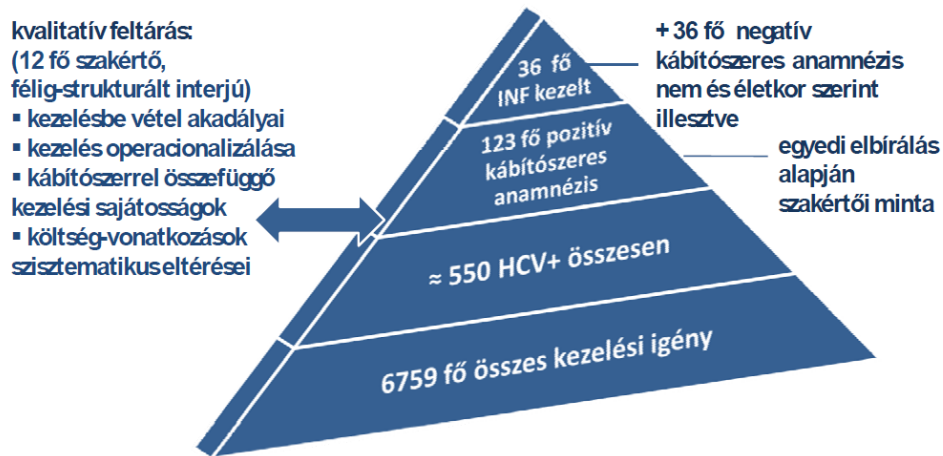 kvalitatív feltárás:
(12 fő szakértő,
félig-strukturált interjú)
▪ kezelésbe vétel akadályai
▪ kezelés operacionalizálása
▪ kábítószerrel összefüggő
kezelési sajátosságok
▪ költség-vonatkozások
szisztematikus eltérései
36 fő
INF kezelt
123 fő pozitív
kábítószeres
anamnézis
≈ 550 HCV+ összesen
6759 fő összes kezelési igény
+ 36 fő negatív
kábítószeres anamnézis
nem és életkor szerint
illesztve
egyedi elbírálás
alapján
szakértői minta